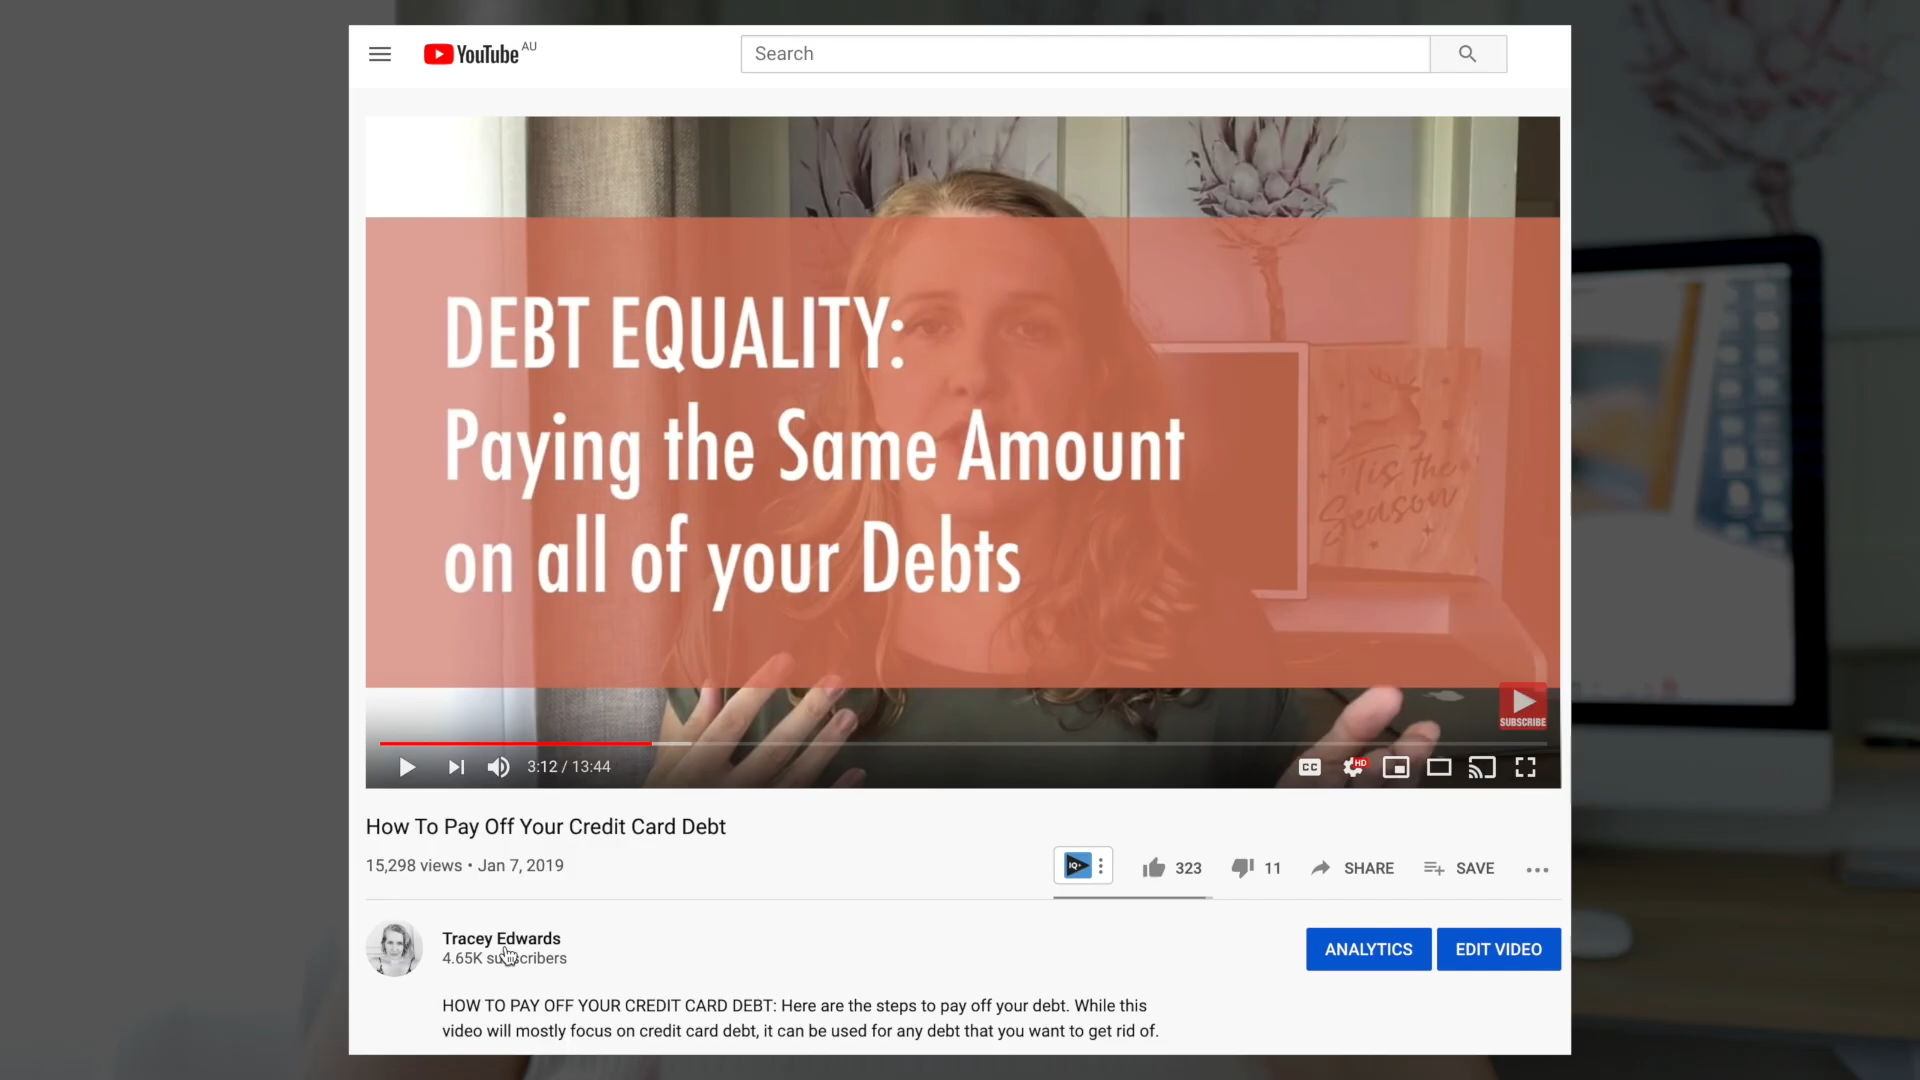 YouTube AU
Search
DEBT EQUALITY:
Paying the Same Amount
on all of your Debts
'Tis the
Season
SUBSCRIBE
3:12 / 13:44
CC
HD
How To Pay Off Your Credit Card Debt
15,298 views • Jan 7, 2019
IQ+
323
11
SHARE
SAVE
Tracey Edwards
4.65K subscribers
ANALYTICS
EDIT VIDEO
HOW TO PAY OFF YOUR CREDIT CARD DEBT: Here are the steps to pay off your debt. While this
video will mostly focus on credit card debt, it can be used for any debt that you want to get rid of.